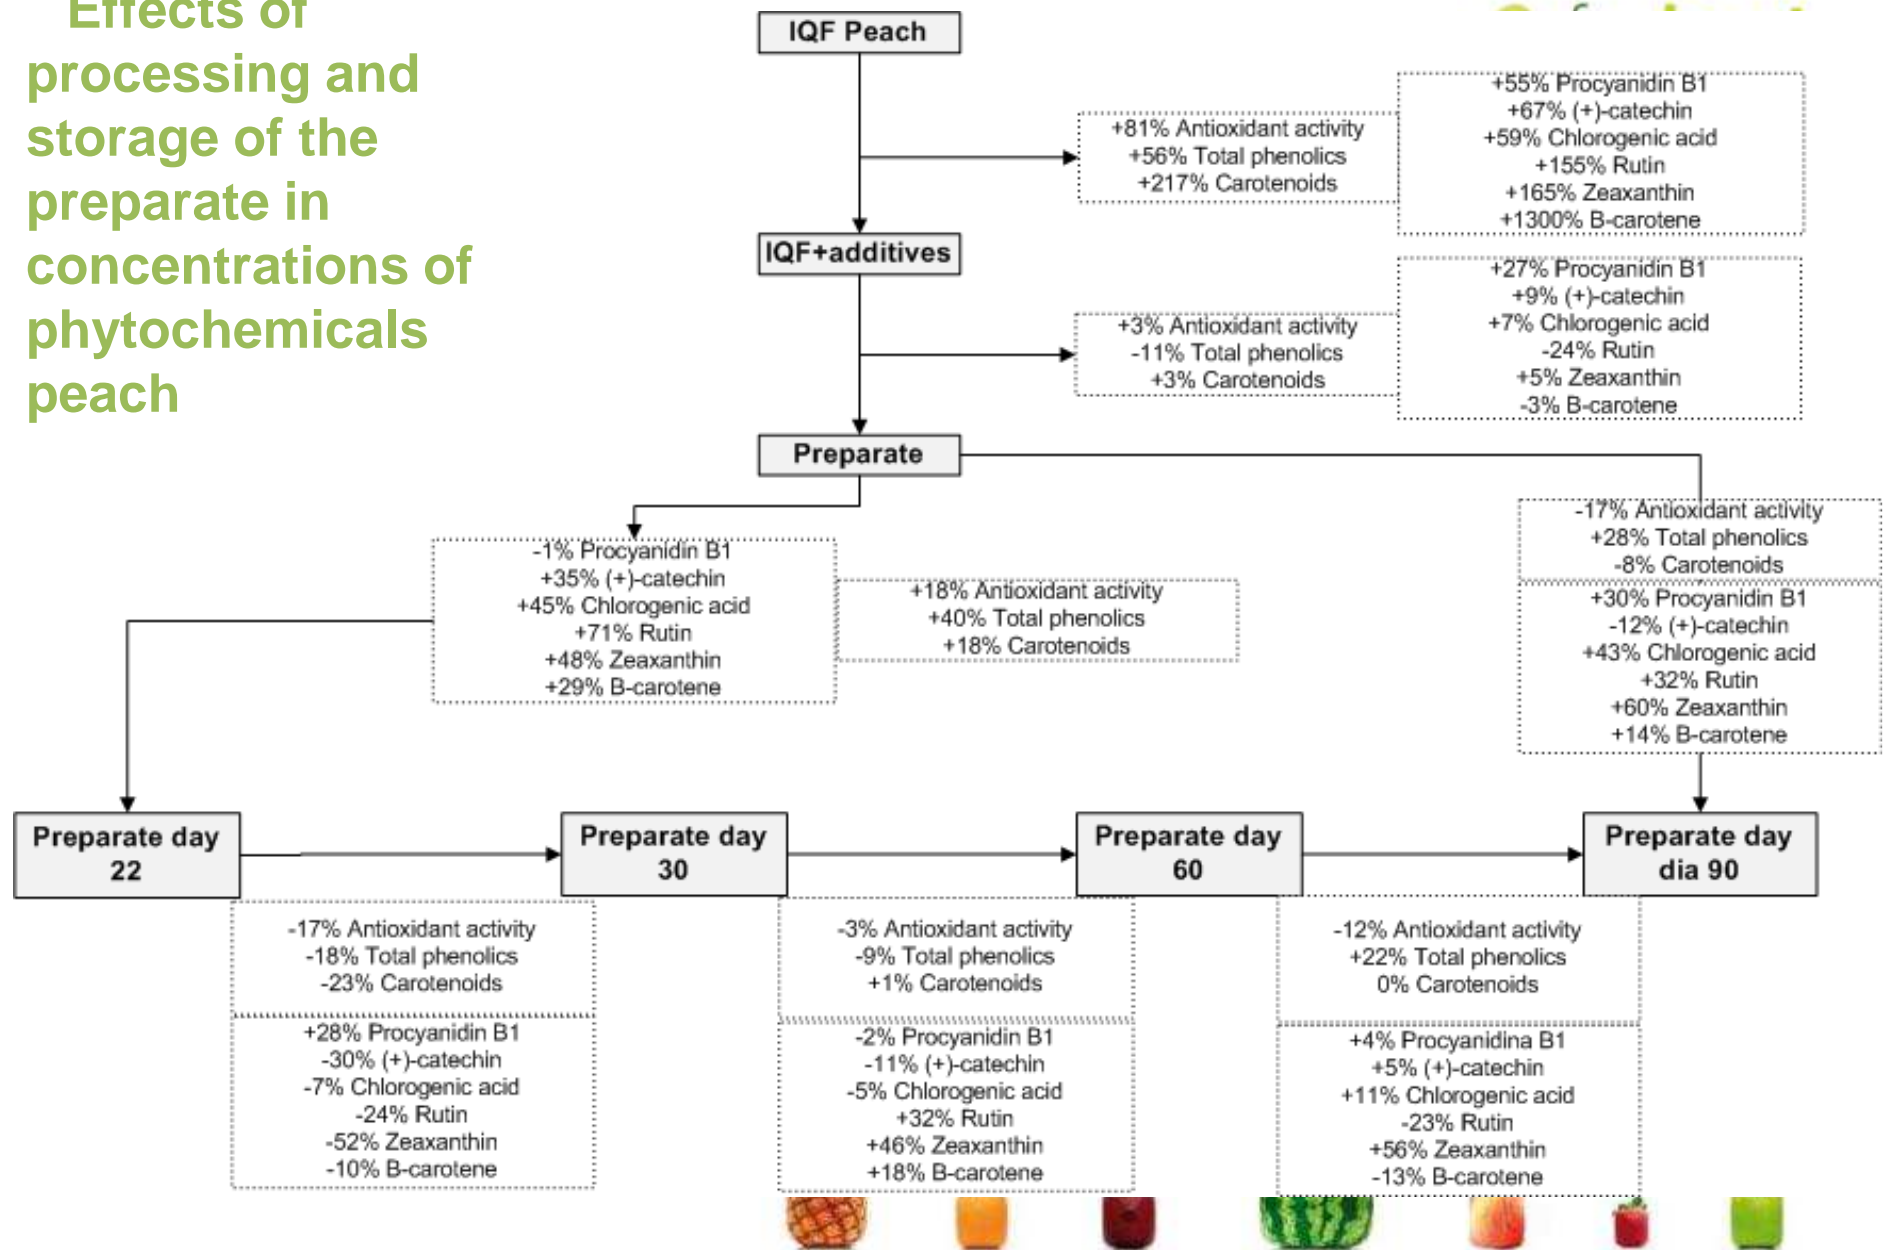 Effects of
processing and
storage of the
preparate in
concentrations of
phytochemicals
peach
IQF Peach
+81% Antioxidant activity
+56% Total phenolics
+217% Carotenoids
+55% Procyanidin B1
+67% (+)-catechin
+59% Chlorogenic acid
+155% Rutin
+165% Zeaxanthin
+1300% B-carotene
IQF+additives
+3% Antioxidant activity
-11% Total phenolics
+3% Carotenoids
+27% Procyanidin B1
+9% (+)-catechin
+7% Chlorogenic acid
-24% Rutin
+5% Zeaxanthin
-3% B-carotene
Preparate
-1% Procyanidin B1
+35% (+)-catechin
+45% Chlorogenic acid
+71% Rutin
+48% Zeaxanthin
+29% B-carotene
+18% Antioxidant activity
+40% Total phenolics
+18% Carotenoids
-17% Antioxidant activity
+28% Total phenolics
-8% Carotenoids
+30% Procyanidin B1
-12% (+)-catechin
+43% Chlorogenic acid
+32% Rutin
+60% Zeaxanthin
+14% B-carotene
Preparate day
22
Preparate day
30
Preparate day
60
Preparate day
dia 90
-17% Antioxidant activity
-18% Total phenolics
-23% Carotenoids
+28% Procyanidin B1
-30% (+)-catechin
-7% Chlorogenic acid
-24% Rutin
-52% Zeaxanthin
-10% B-carotene
-3% Antioxidant activity
-9% Total phenolics
+1% Carotenoids
-2% Procyanidin B1
-11% (+)-catechin
-5% Chlorogenic acid
+32% Rutin
+46% Zeaxanthin
+18% B-carotene
-12% Antioxidant activity
+22% Total phenolics
0% Carotenoids
+4% Procyanidina B1
+5% (+)-catechin
+11% Chlorogenic acid
-23% Rutin
+56% Zeaxanthin
-13% B-carotene